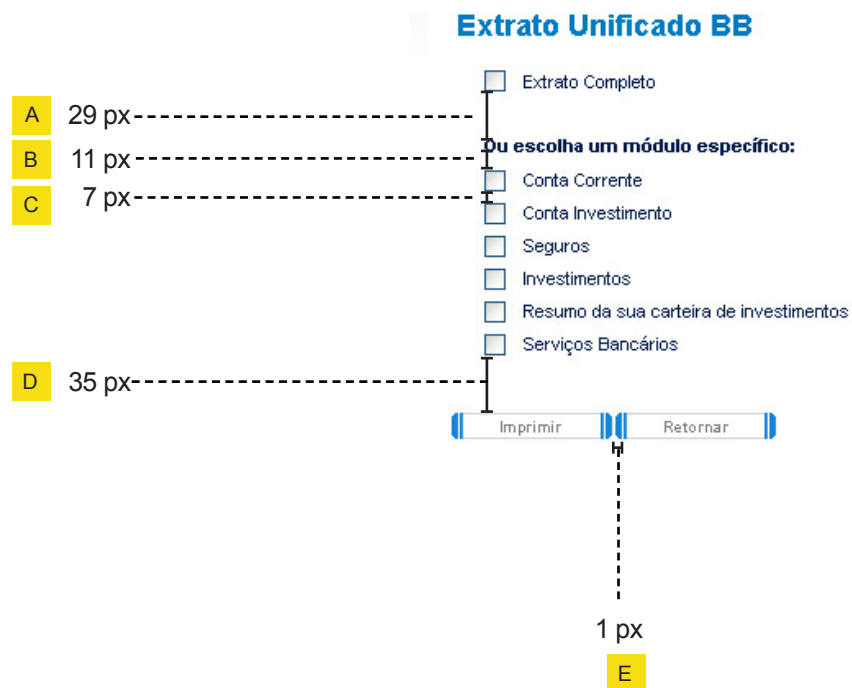 Extrato Unificado BB
Extrato Completo
A 29 px
Ou escolha um módulo específico:
B 11 px
Conta Corrente
C 7 px
Conta Investimento
Seguros
Investimentos
Resumo da sua carteira de investimentos
Serviços Bancários
D 35 px
Imprimir Retornar
1 px
E